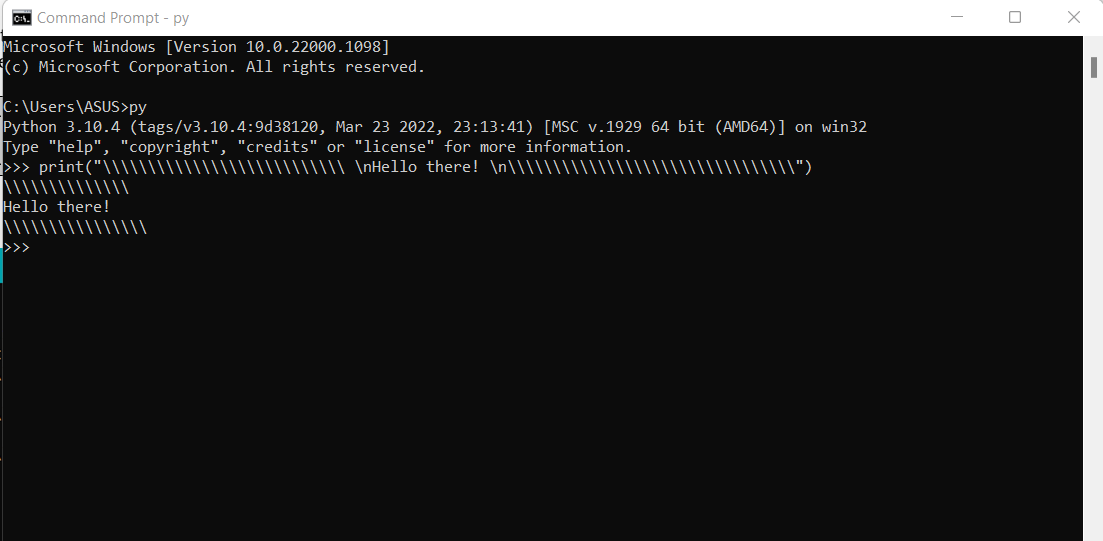 Command Prompt - py
Microsoft Windows [Version 10.0.22000.1098]
(c) Microsoft Corporation. All rights reserved.
C:\Users\ASUS>py
Python 3.10.4 (tags/v3.10.4:9d38120, Mar 23 2022, 23:13:41) [MSC v.1929 64 bit (AMD64)] on win32
Type "help", "copyright", "credits" or "license" for more information.
>>> print("\\\\\\\\\\\\\\\\\\\\\\\\\\\ \nHello there! \n\\\\\\\\\\\\\\\\\\\\\\\\\\\\\\\\")
\\\\\\\\\\\\\\
Hello there!
\\\\\\\\\\\\\\\\
>>>